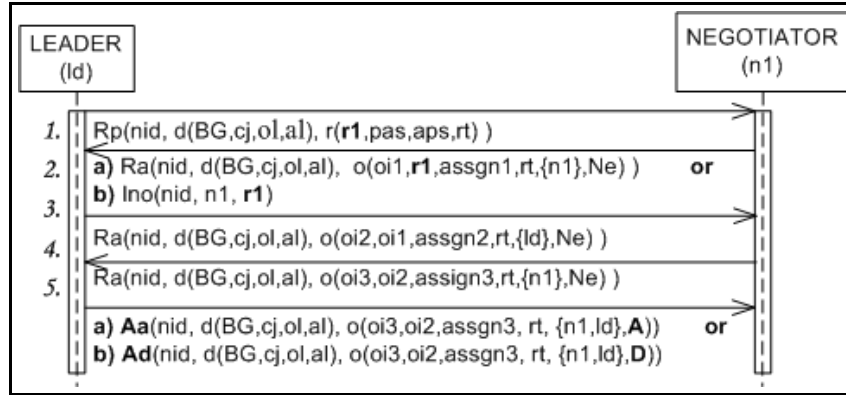 LEADER
(ld)
NEGOTIATOR
(n1)
1. Rp(nid, d(BG,cj,ol,al), r(r1,pas,aps,rt) )
2. a) Ra(nid, d(BG,cj,ol,al), o(oi1,r1,assgn1,rt,{n1},Ne) ) or
b) Ino(nid, n1, r1)
3.
Ra(nid, d(BG,cj,ol,al), o(oi2,oi1,assgn2,rt,{ld},Ne) )
4.
Ra(nid, d(BG,cj,ol,al), o(oi3,oi2,assign3,rt,{n1},Ne) )
5.
a) Aa(nid, d(BG,cj,ol,al), o(oi3,oi2,assgn3, rt, {n1,ld},A)) or
b) Ad(nid, d(BG,cj,ol,al), o(oi3,oi2,assgn3, rt, {n1,ld},D))